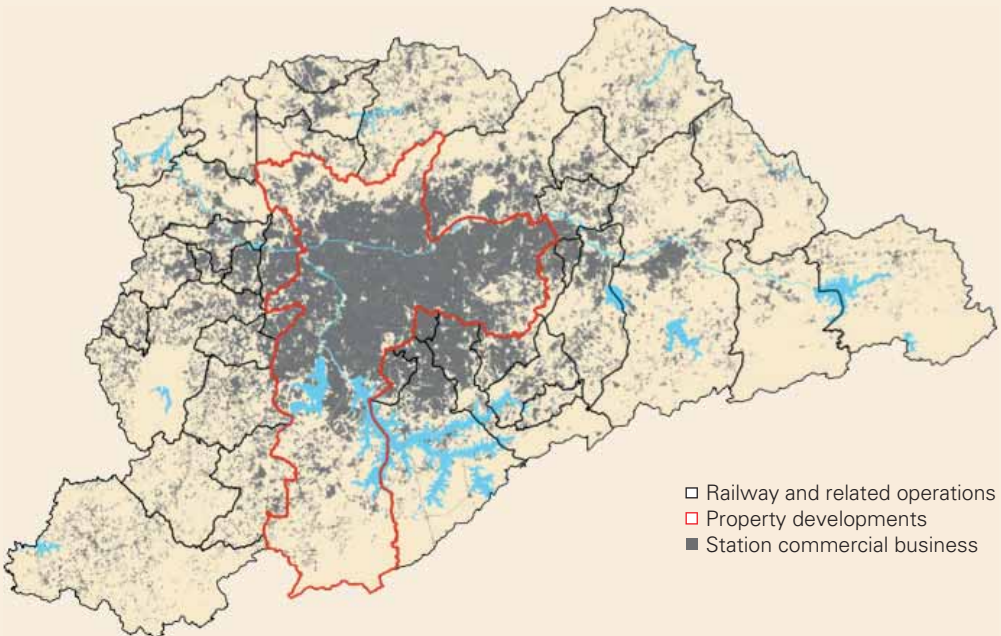 Railway and related operations
Property developments
Station commercial business